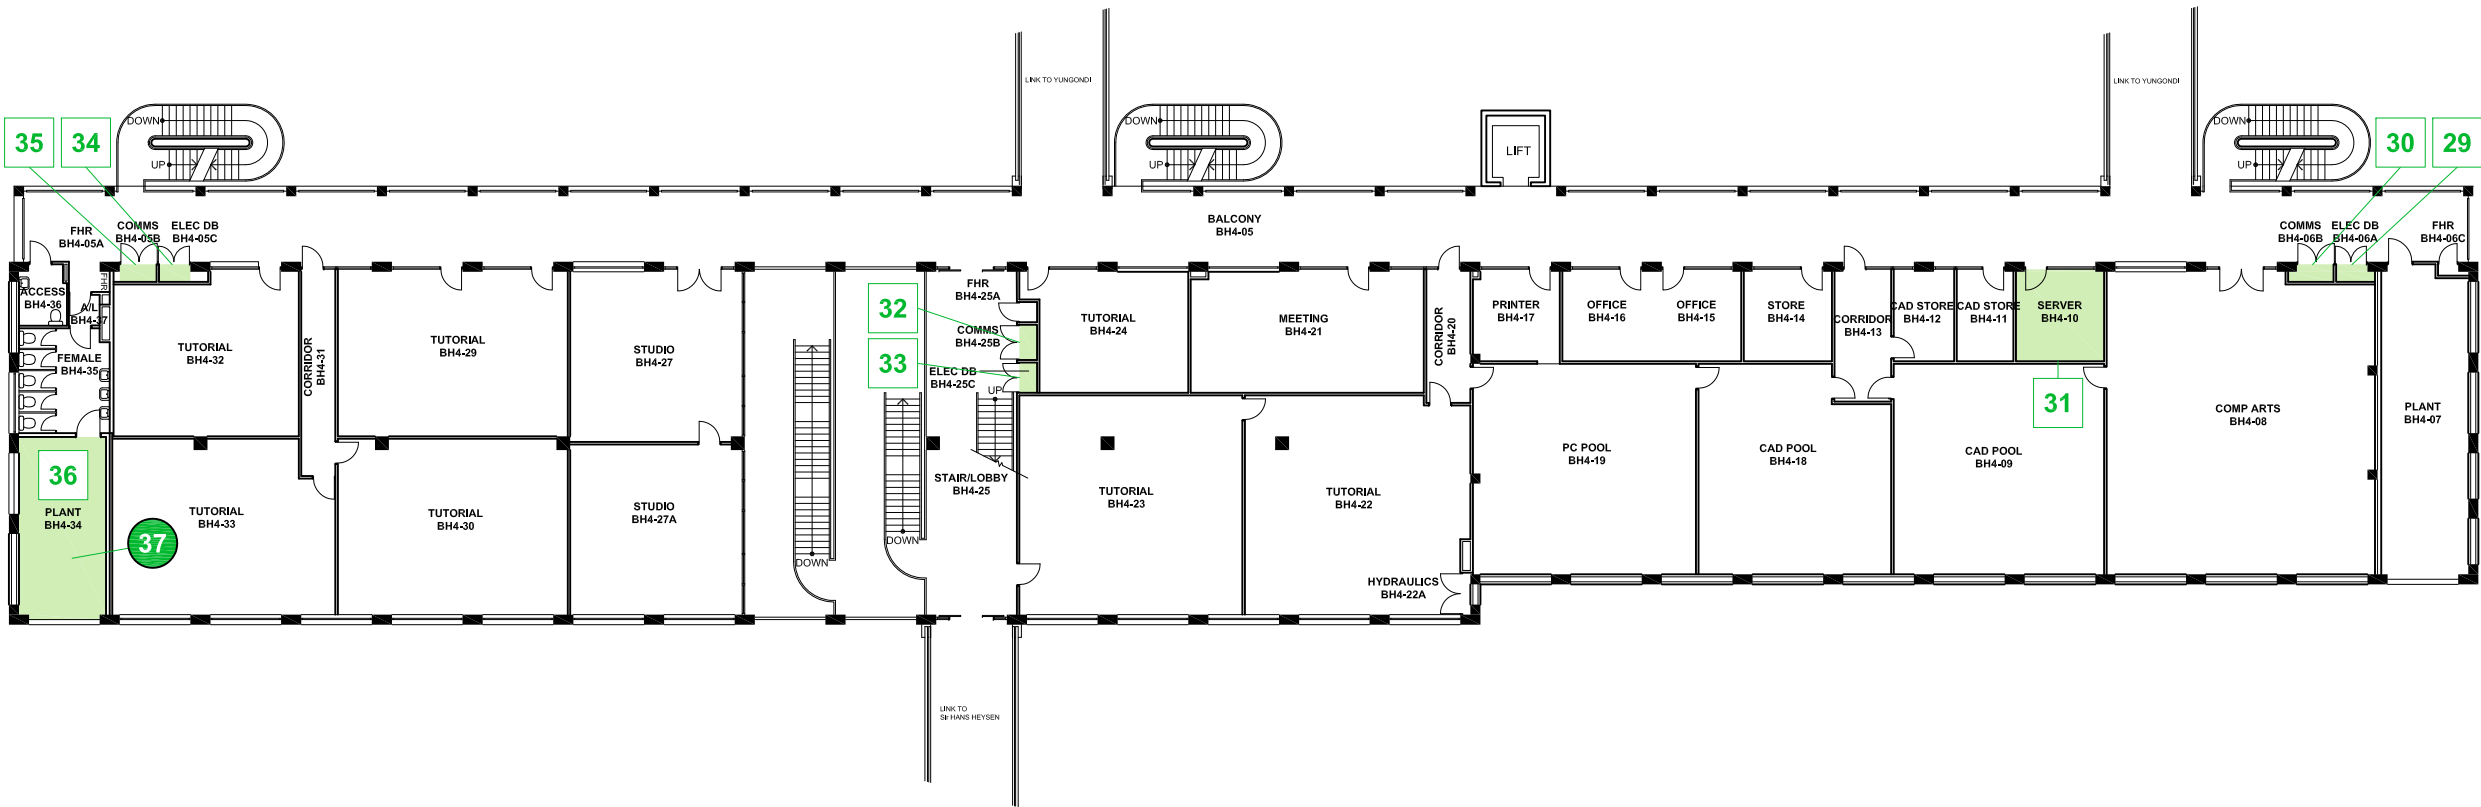 LINK TO YUNGONDI
LINK TO YUNGONDI
DOWN
UP
DOWN
UP
LIFT
DOWN
UP
35
34
30
29
FHR
BH4-05A
COMMS
BH4-05B
ELEC DB
BH4-05C
BALCONY
BH4-05
COMMS
BH4-06B
ELEC DB
BH4-06A
FHR
BH4-06C
ACCESS
BH4-36
FHR
A/L
BH4-37
FEMALE
BH4-35
TUTORIAL
BH4-32
CORRIDOR
BH4-31
TUTORIAL
BH4-29
STUDIO
BH4-27
FHR
BH4-25A
32
COMMS
BH4-25B
33
ELEC DB
BH4-25C
UP
TUTORIAL
BH4-24
MEETING
BH4-21
CORRIDOR
BH4-20
PRINTER
BH4-17
OFFICE
BH4-16
OFFICE
BH4-15
STORE
BH4-14
CORRIDOR
BH4-13
CAD STORE
BH4-12
CAD STORE
BH4-11
SERVER
BH4-10
31
COMP ARTS
BH4-08
PLANT
BH4-07
36
PLANT
BH4-34
37
TUTORIAL
BH4-33
TUTORIAL
BH4-30
STUDIO
BH4-27A
DOWN
DOWN
STAIR/LOBBY
BH4-25
TUTORIAL
BH4-23
TUTORIAL
BH4-22
HYDRAULICS
BH4-22A
PC POOL
BH4-19
CAD POOL
BH4-18
CAD POOL
BH4-09
LINK TO
Sir HANS HEYSEN